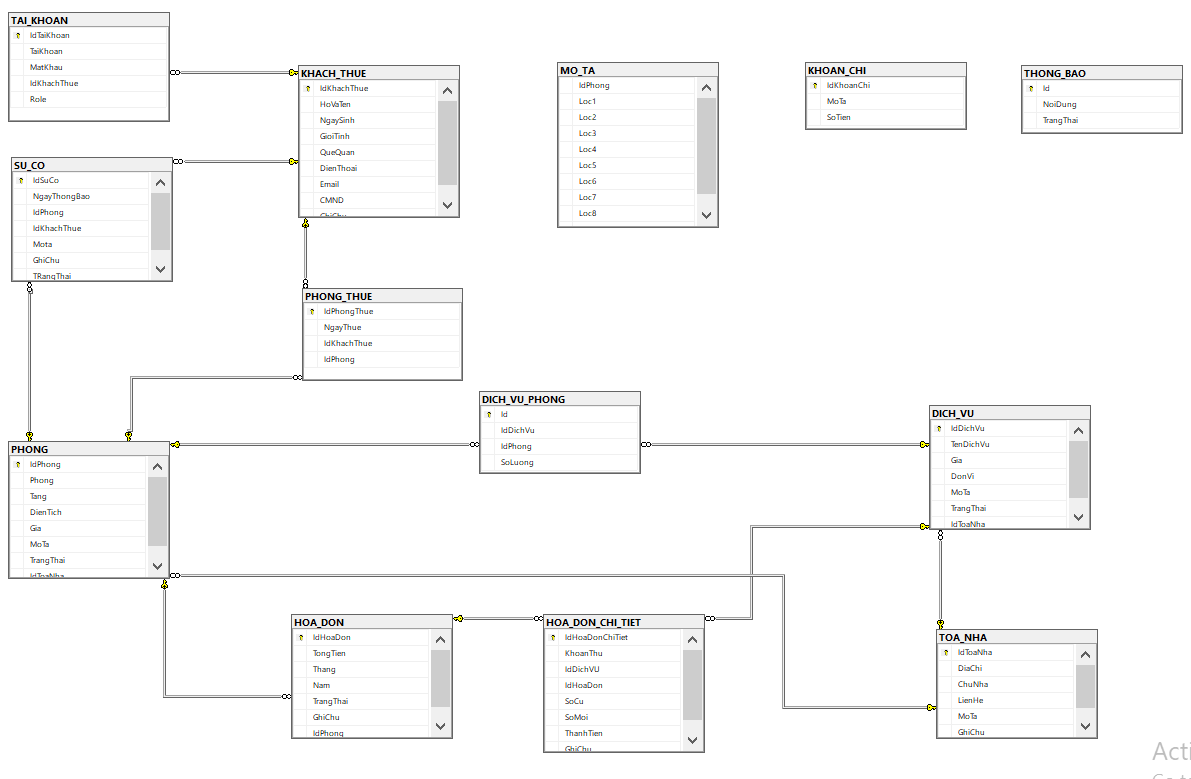 TAI_KHOAN
IdTaiKhoan
TaiKhoan
MatKhau
IdKhachThue
Role
KHACH_THUE
IdKhachThue
HoVaTen
NgaySinh
GioiTinh
QueQuan
DienThoai
Email
CMND
GhiChu
MO_TA
IdPhong
Loc1
Loc2
Loc3
Loc4
Loc5
Loc6
Loc7
Loc8
KHOAN_CHI
IdKhoanChi
MoTa
SoTien
THONG_BAO
Id
NoiDung
TrangThai
SU_CO
IdSuCo
NgayThongBao
IdPhong
IdKhachThue
Mota
GhiChu
TRangThai
PHONG_THUE
IdPhongThue
NgayThue
IdKhachThue
IdPhong
DICH_VU_PHONG
Id
IdDichVu
IdPhong
SoLuong
DICH_VU
IdDichVu
TenDichVu
Gia
DonVi
MoTa
TrangThai
IdToaNha
PHONG
IdPhong
Phong
Tang
DienTich
Gia
MoTa
TrangThai
IdToaNha
HOA_DON
IdHoaDon
TongTien
Thang
Nam
TrangThai
GhiChu
IdPhong
HOA_DON_CHI_TIET
IdHoaDonChiTiet
KhoanThu
IdDichVU
IdHoaDon
SoCu
SoMoi
ThanhTien
GhiChu
TOA_NHA
IdToaNha
DiaChi
ChuNha
LienHe
MoTa
GhiChu
Acti